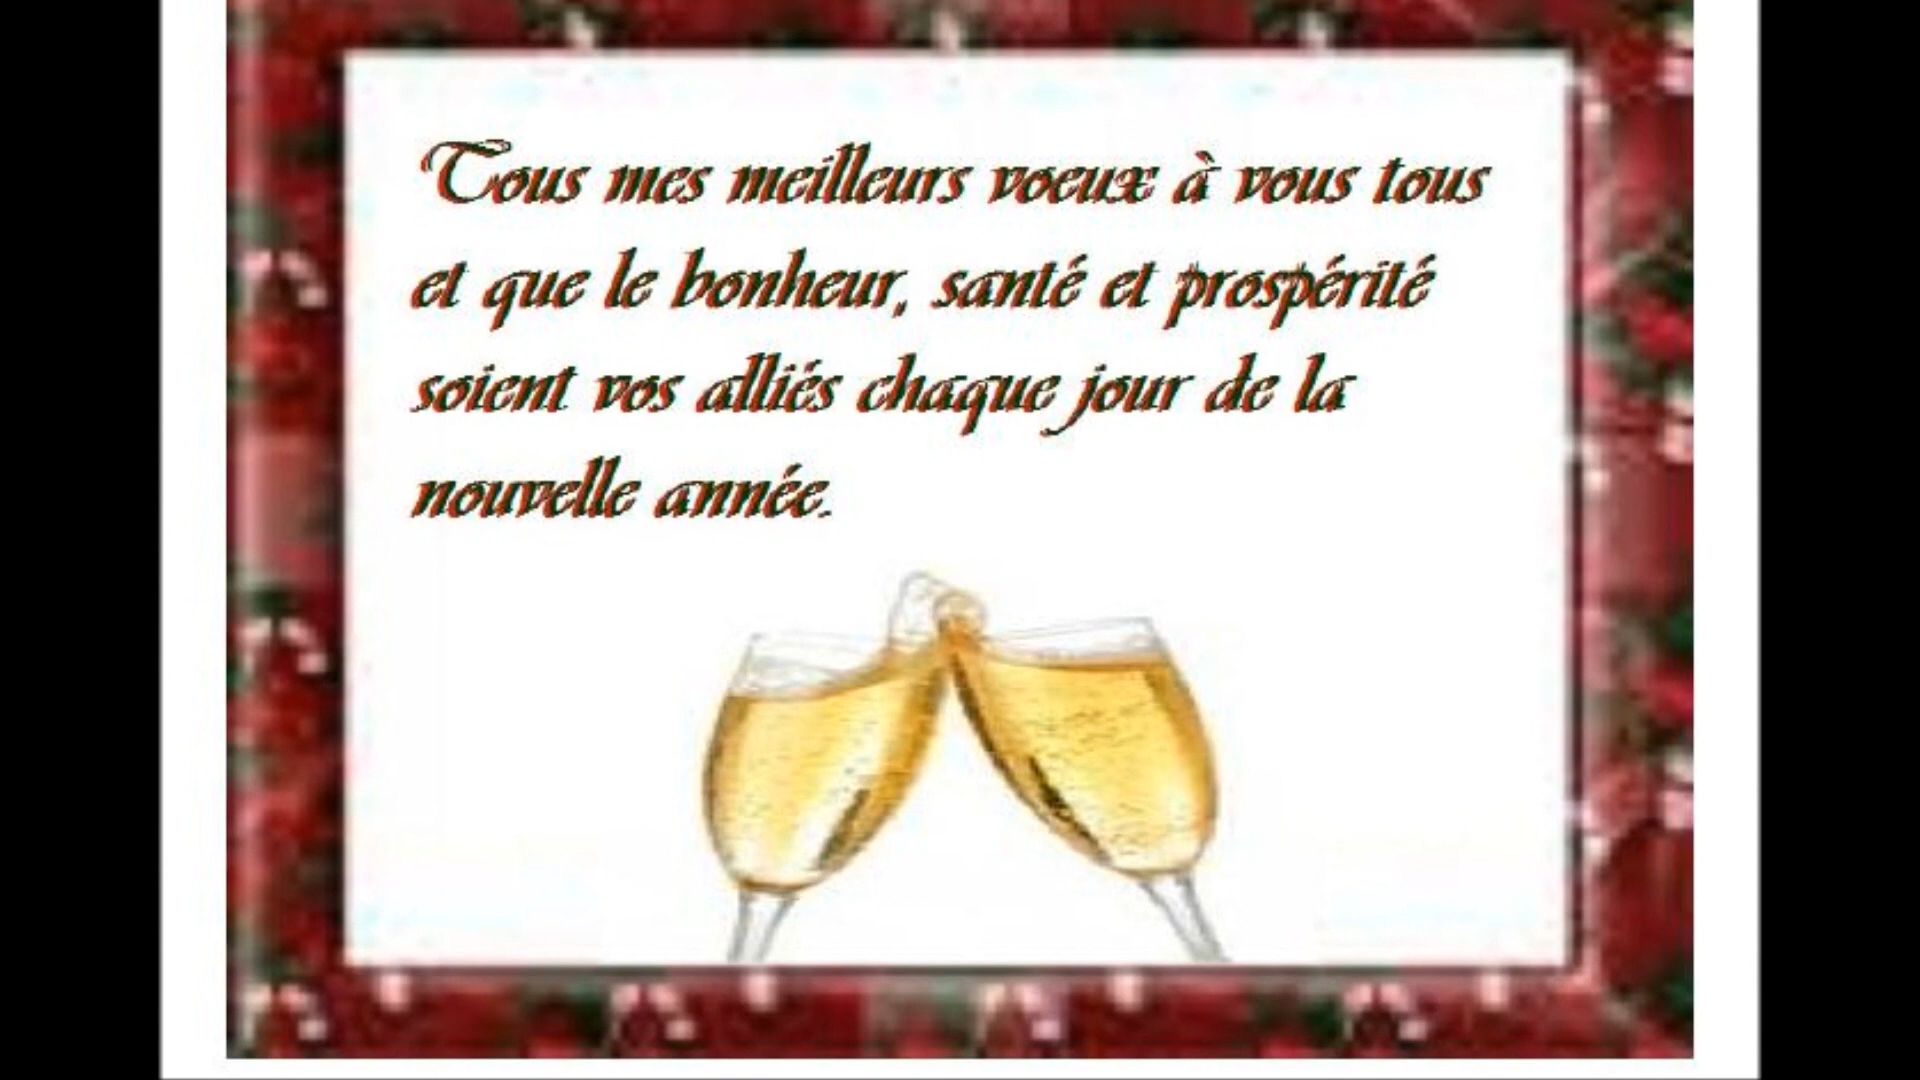 Tous mes meilleurs voeux à vous tous
et que le bonheur, santé et prospérité
soient vos alliés chaque jour de la
nouvelle année.